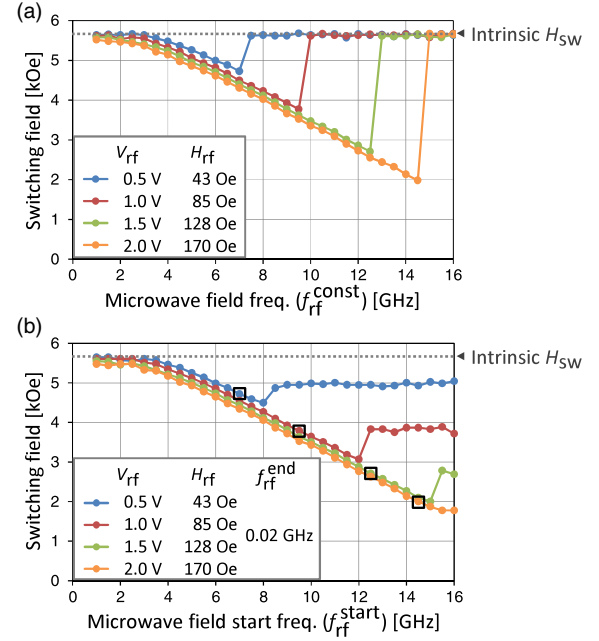 (a)
6
5
4
3
2
1
0
Switching field [kOe]
Intrinsic H_SW
V_rf H_rf
0.5 V 43 Oe
1.0 V 85 Oe
1.5 V 128 Oe
2.0 V 170 Oe
0 2 4 6 8 10 12 14 16
Microwave field freq. (f_rf^const) [GHz]
(b)
6
5
4
3
2
1
0
Switching field [kOe]
Intrinsic H_SW
V_rf H_rf f_rf^end
0.5 V 43 Oe
1.0 V 85 Oe
0.02 GHz
1.5 V 128 Oe
2.0 V 170 Oe
0 2 4 6 8 10 12 14 16
Microwave field start freq. (f_rf^start) [GHz]